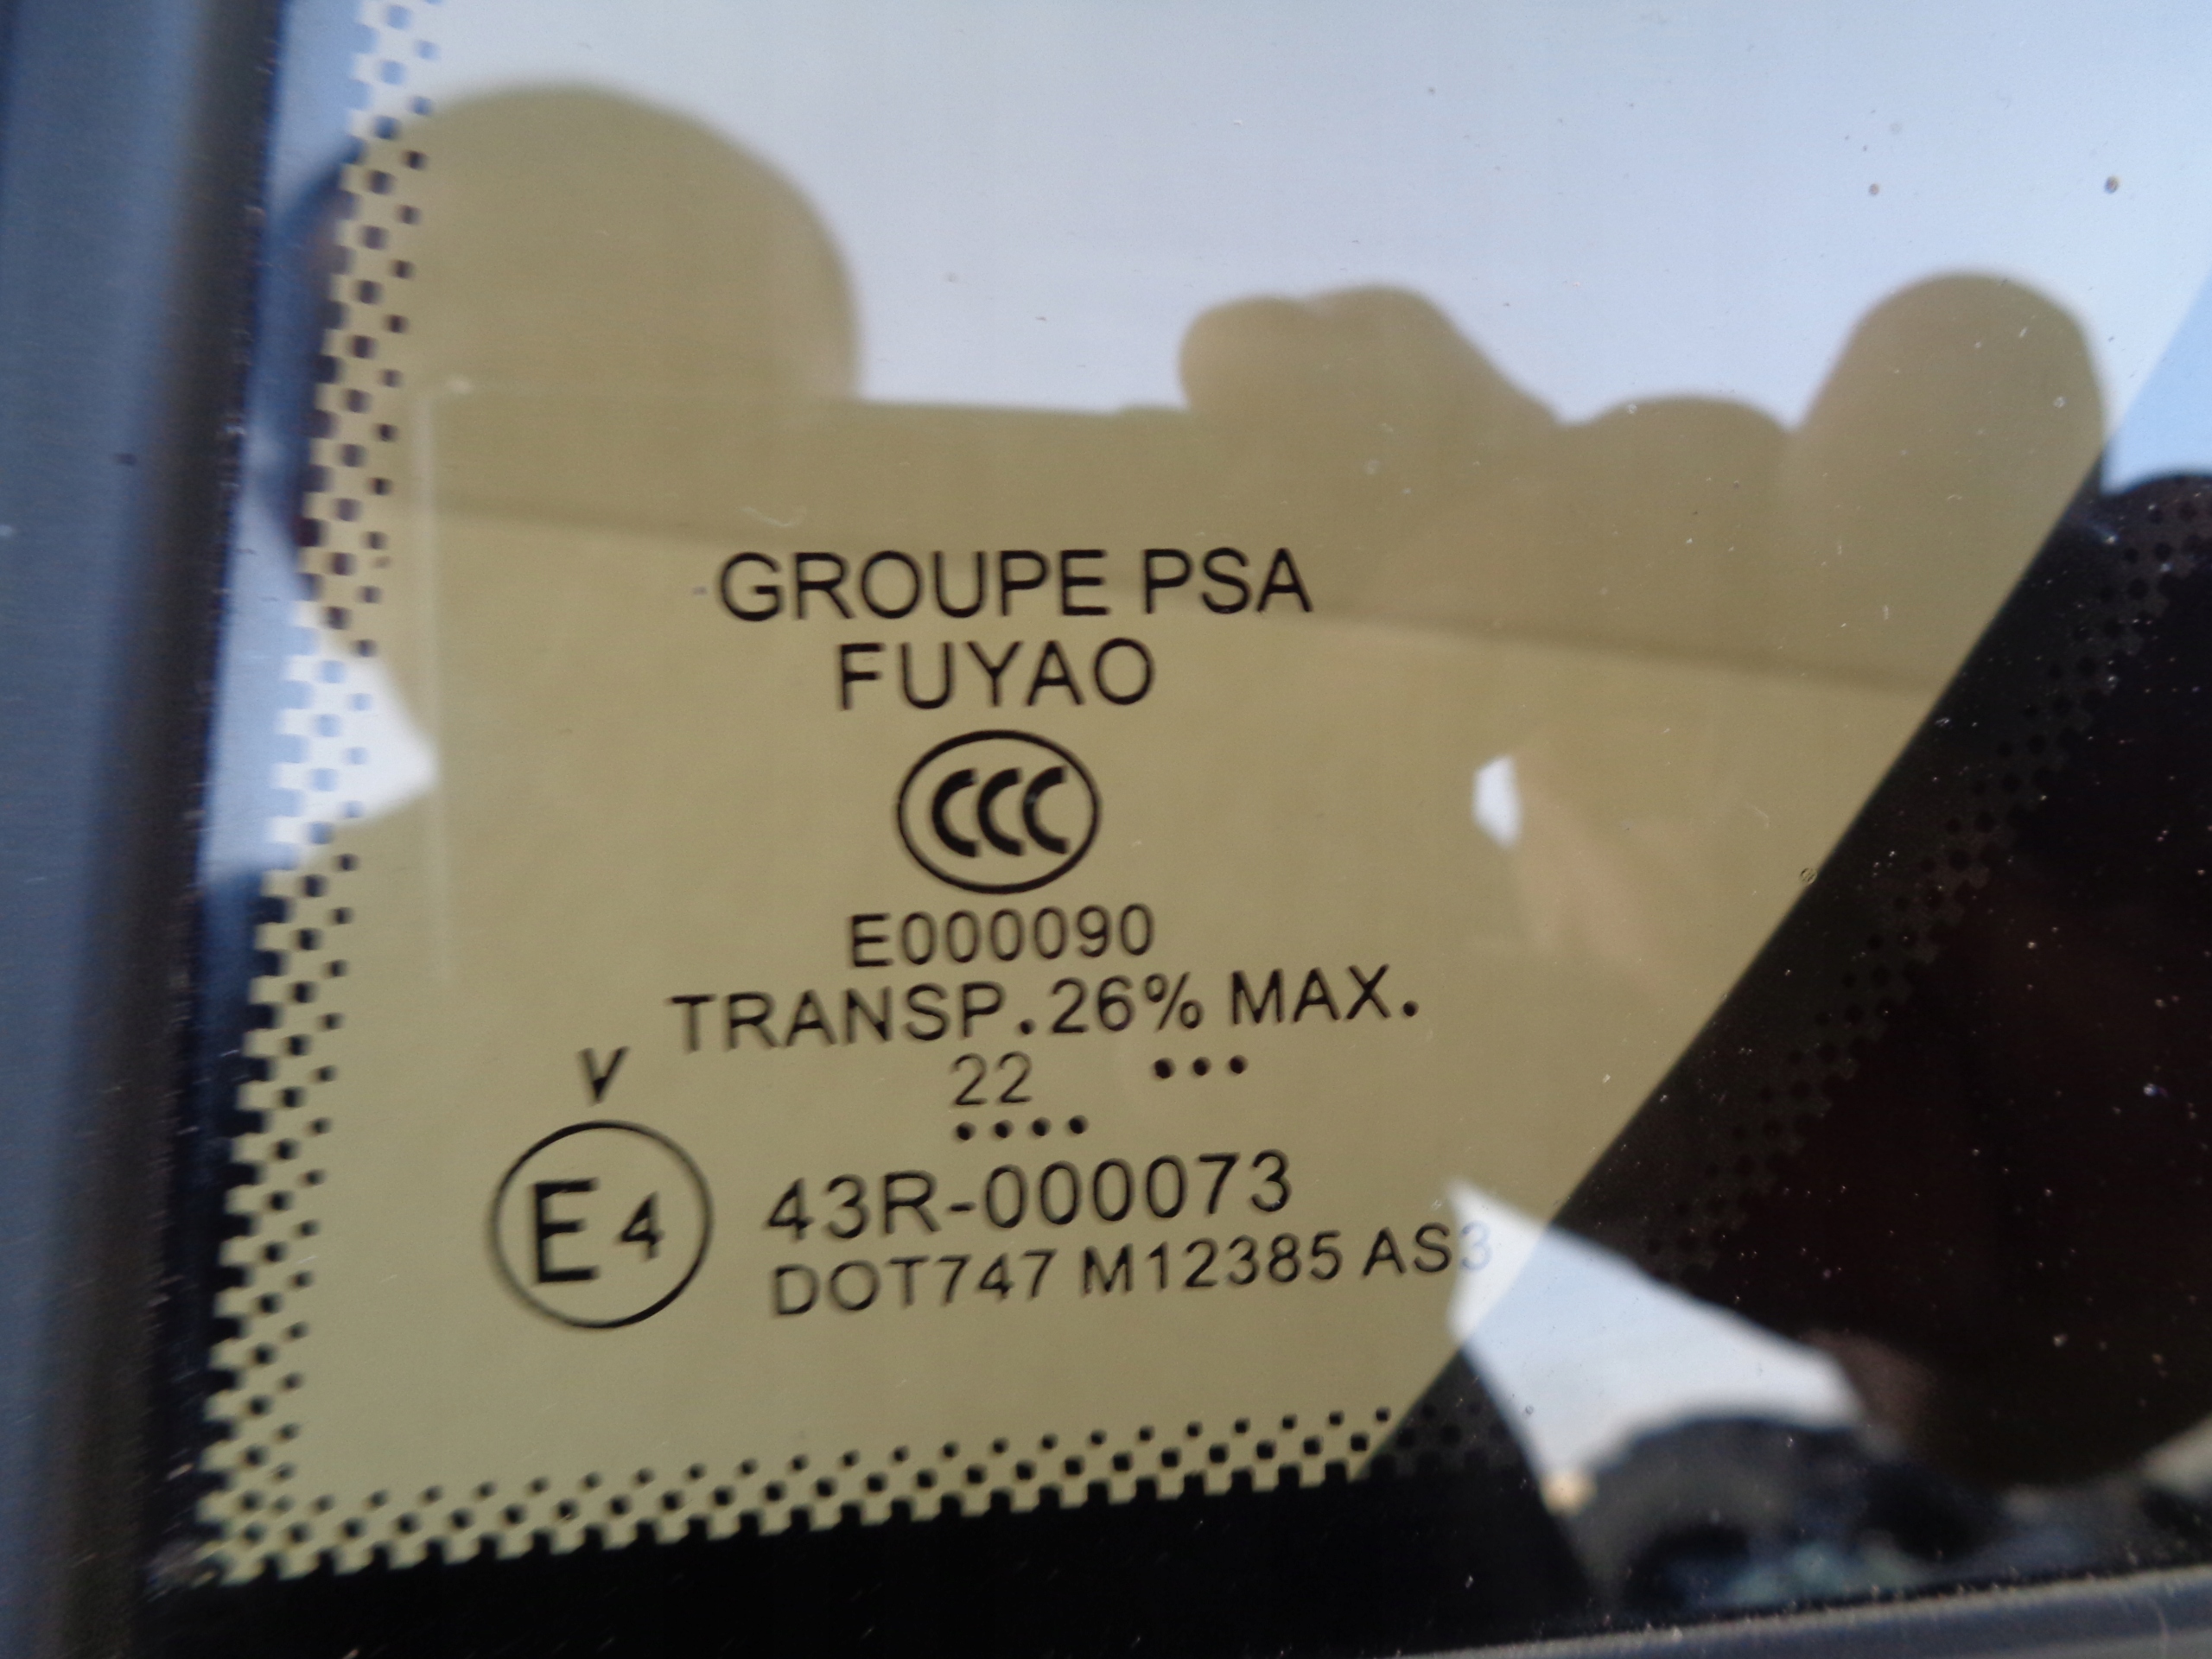 GROUPE PSA
FUYAO
CCC
E000090
TRANSP.26% MAX.
V
22 ...
....
E4
43R-000073
DOT747 M12385 AS3